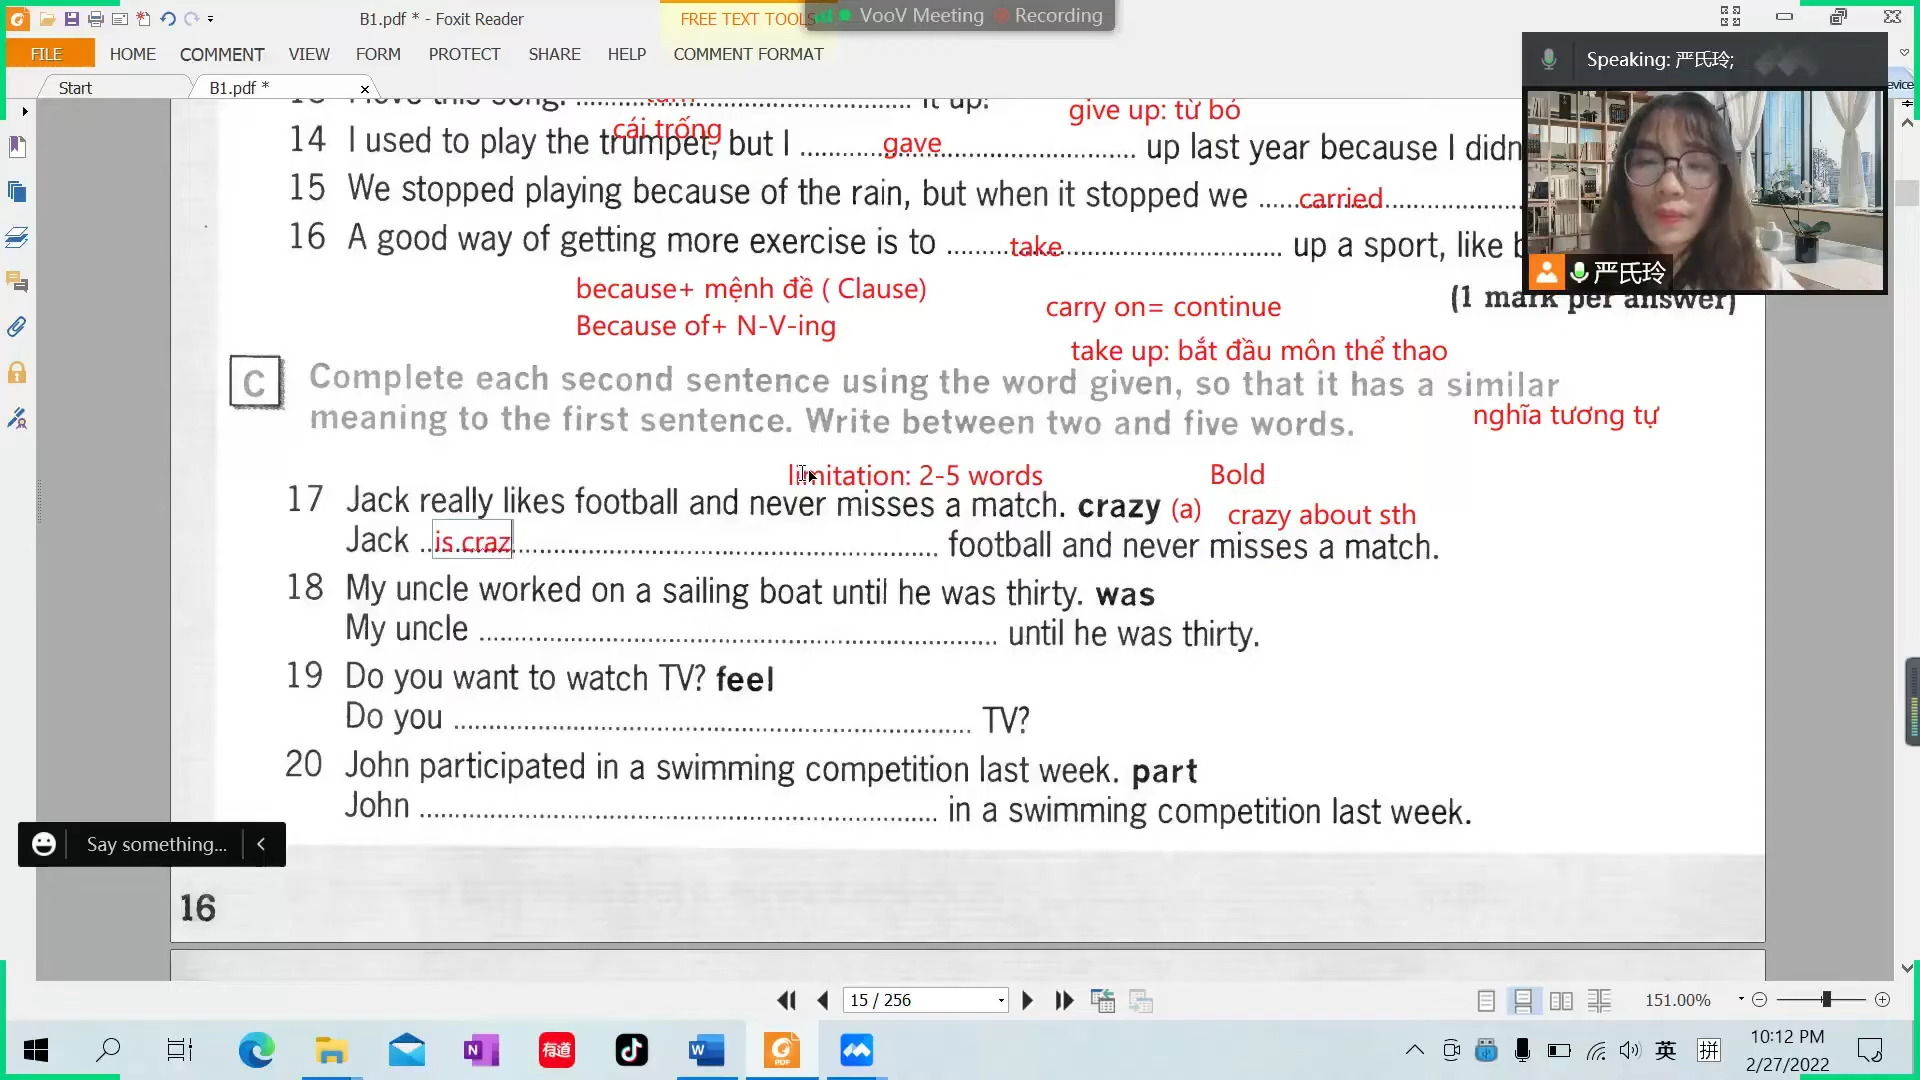 B1.pdf * - Foxit Reader
FREE TEXT TOOLS
VooV Meeting
Recording
FILE
HOME
COMMENT
VIEW
FORM
PROTECT
SHARE
HELP
COMMENT FORMAT
Start
B1.pdf *
Speaking: 严氏玲;
严氏玲
it up!
give up: từ bỏ
cái trống
14 I used to play the trumpet, but I gave up last year because I didn
15 We stopped playing because of the rain, but when it stopped we carried
16 A good way of getting more exercise is to take up a sport, like b
(1 mark per answer)
because+ mệnh đề ( Clause)
carry on= continue
Because of+ N-V-ing
take up: bắt đầu môn thể thao
C Complete each second sentence using the word given, so that it has a similar
meaning to the first sentence. Write between two and five words.
nghĩa tương tự
limitation: 2-5 words
Bold
17 Jack really likes football and never misses a match. crazy (a) crazy about sth
Jack is craz football and never misses a match.
18 My uncle worked on a sailing boat until he was thirty. was
My uncle ........ until he was thirty.
19 Do you want to watch TV? feel
Do you ........ TV?
20 John participated in a swimming competition last week. part
John ........ in a swimming competition last week.
Say something...
16
15 / 256
151.00%
有道
英
拼
10:12 PM
2/27/2022